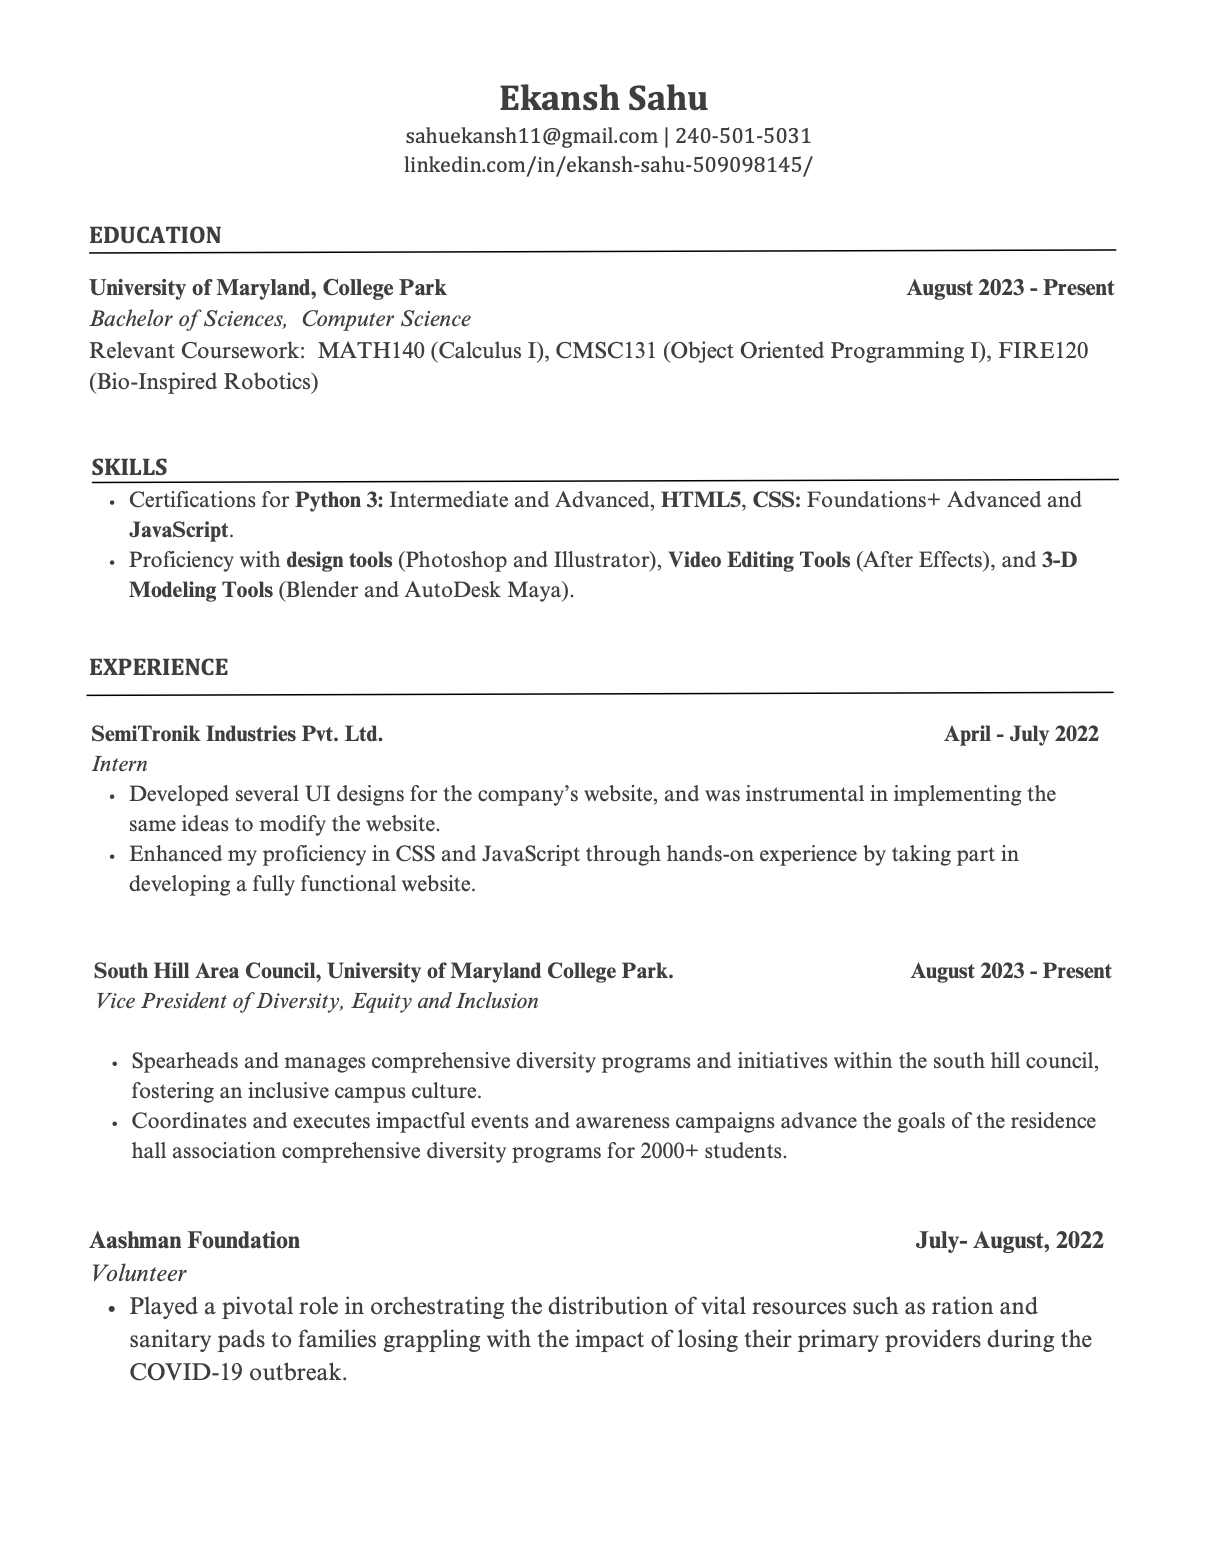 Ekansh Sahu
sahuekansh11@gmail.com | 240-501-5031
linkedin.com/in/ekansh-sahu-509098145/
EDUCATION
University of Maryland, College Park August 2023 - Present
Bachelor of Sciences, Computer Science
Relevant Coursework: MATH140 (Calculus I), CMSC131 (Object Oriented Programming I), FIRE120
(Bio-Inspired Robotics)
SKILLS
• Certifications for Python 3: Intermediate and Advanced, HTML5, CSS: Foundations+ Advanced and
JavaScript.
• Proficiency with design tools (Photoshop and Illustrator), Video Editing Tools (After Effects), and 3-D
Modeling Tools (Blender and AutoDesk Maya).
EXPERIENCE
SemiTronik Industries Pvt. Ltd. April - July 2022
Intern
• Developed several UI designs for the company's website, and was instrumental in implementing the
same ideas to modify the website.
• Enhanced my proficiency in CSS and JavaScript through hands-on experience by taking part in
developing a fully functional website.
South Hill Area Council, University of Maryland College Park. August 2023 - Present
Vice President of Diversity, Equity and Inclusion
• Spearheads and manages comprehensive diversity programs and initiatives within the south hill council,
fostering an inclusive campus culture.
• Coordinates and executes impactful events and awareness campaigns advance the goals of the residence
hall association comprehensive diversity programs for 2000+ students.
Aashman Foundation July- August, 2022
Volunteer
• Played a pivotal role in orchestrating the distribution of vital resources such as ration and
sanitary pads to families grappling with the impact of losing their primary providers during the
COVID-19 outbreak.